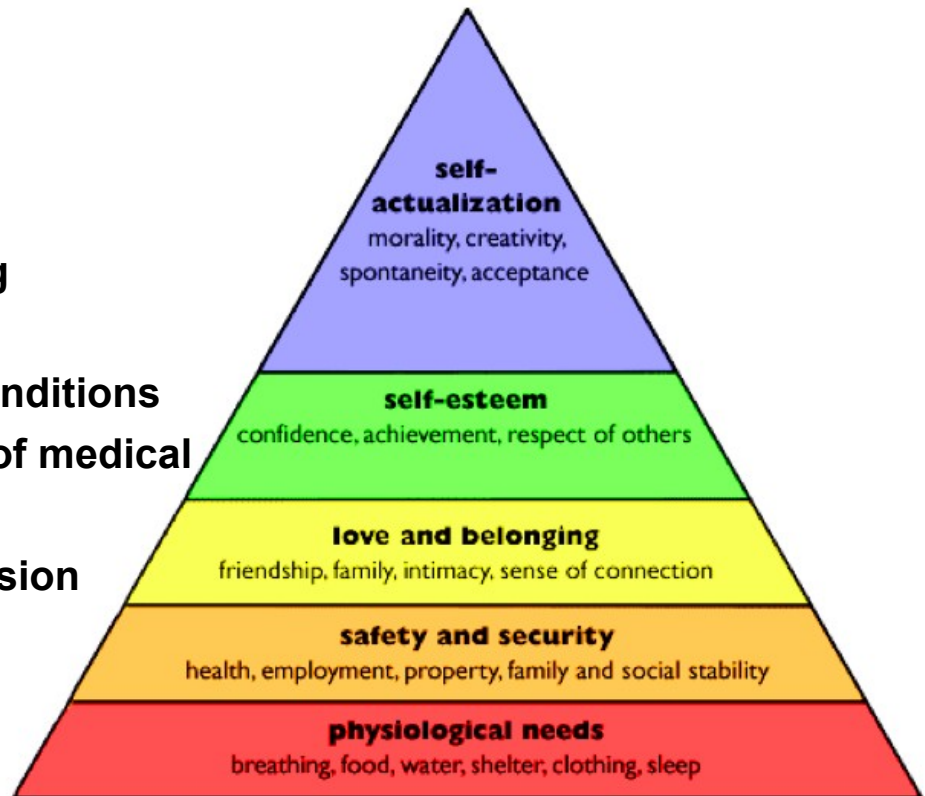 self-
actualization
morality, creativity,
spontaneity, acceptance
g
nditions
self-esteem
confidence, achievement, respect of others
of medical
love and belonging
friendship, family, intimacy, sense of connection
sion
safety and security
health, employment, property, family and social stability
physiological needs
breathing, food, water, shelter, clothing, sleep